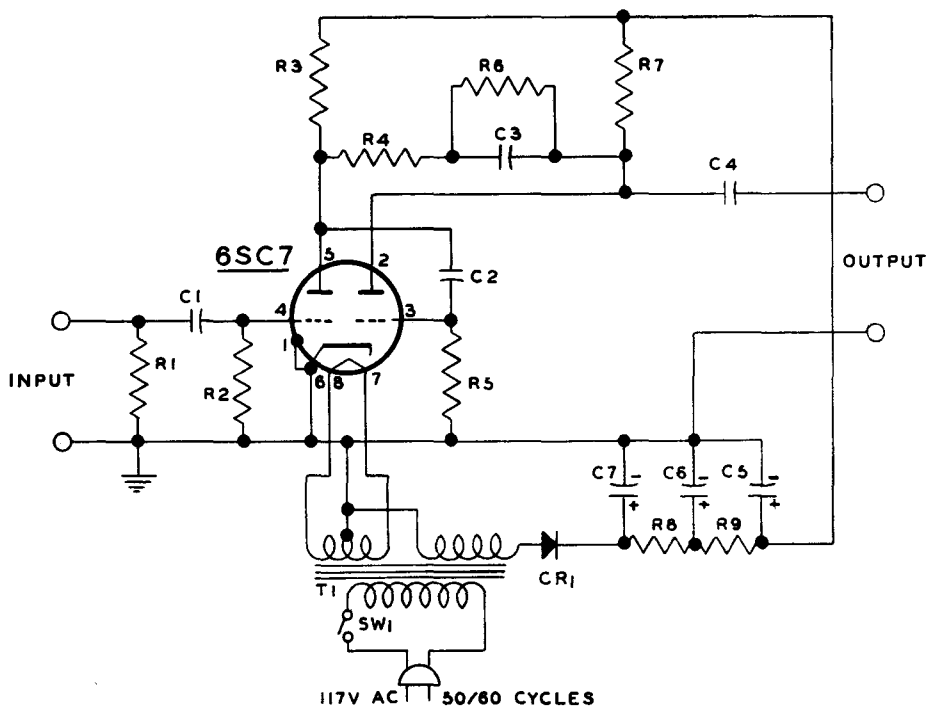 R3
R6
R7
R4
C3
C4
6SC7
5
2
C2
OUTPUT
C1
4
3
1
INPUT
R1
R2
6
8
7
R5
C7
-
C6
-
C5
-
+
+
+
R8
R9
T1
CR1
SW1
117V AC
50/60 CYCLES